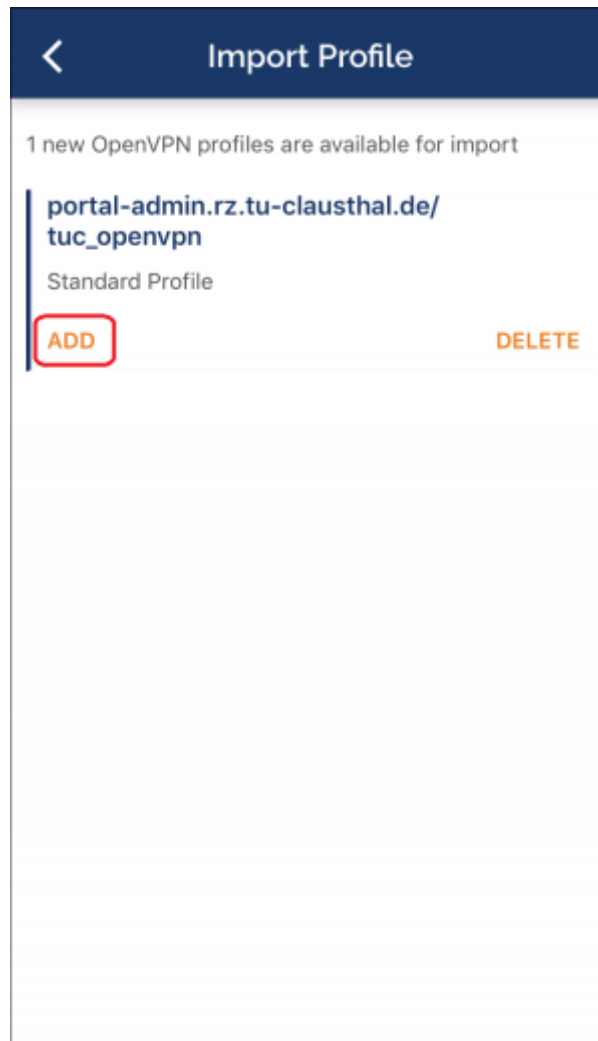 Import Profile
1 new OpenVPN profiles are available for import
portal-admin.rz.tu-clausthal.de/
tuc_openvpn
Standard Profile
ADD DELETE